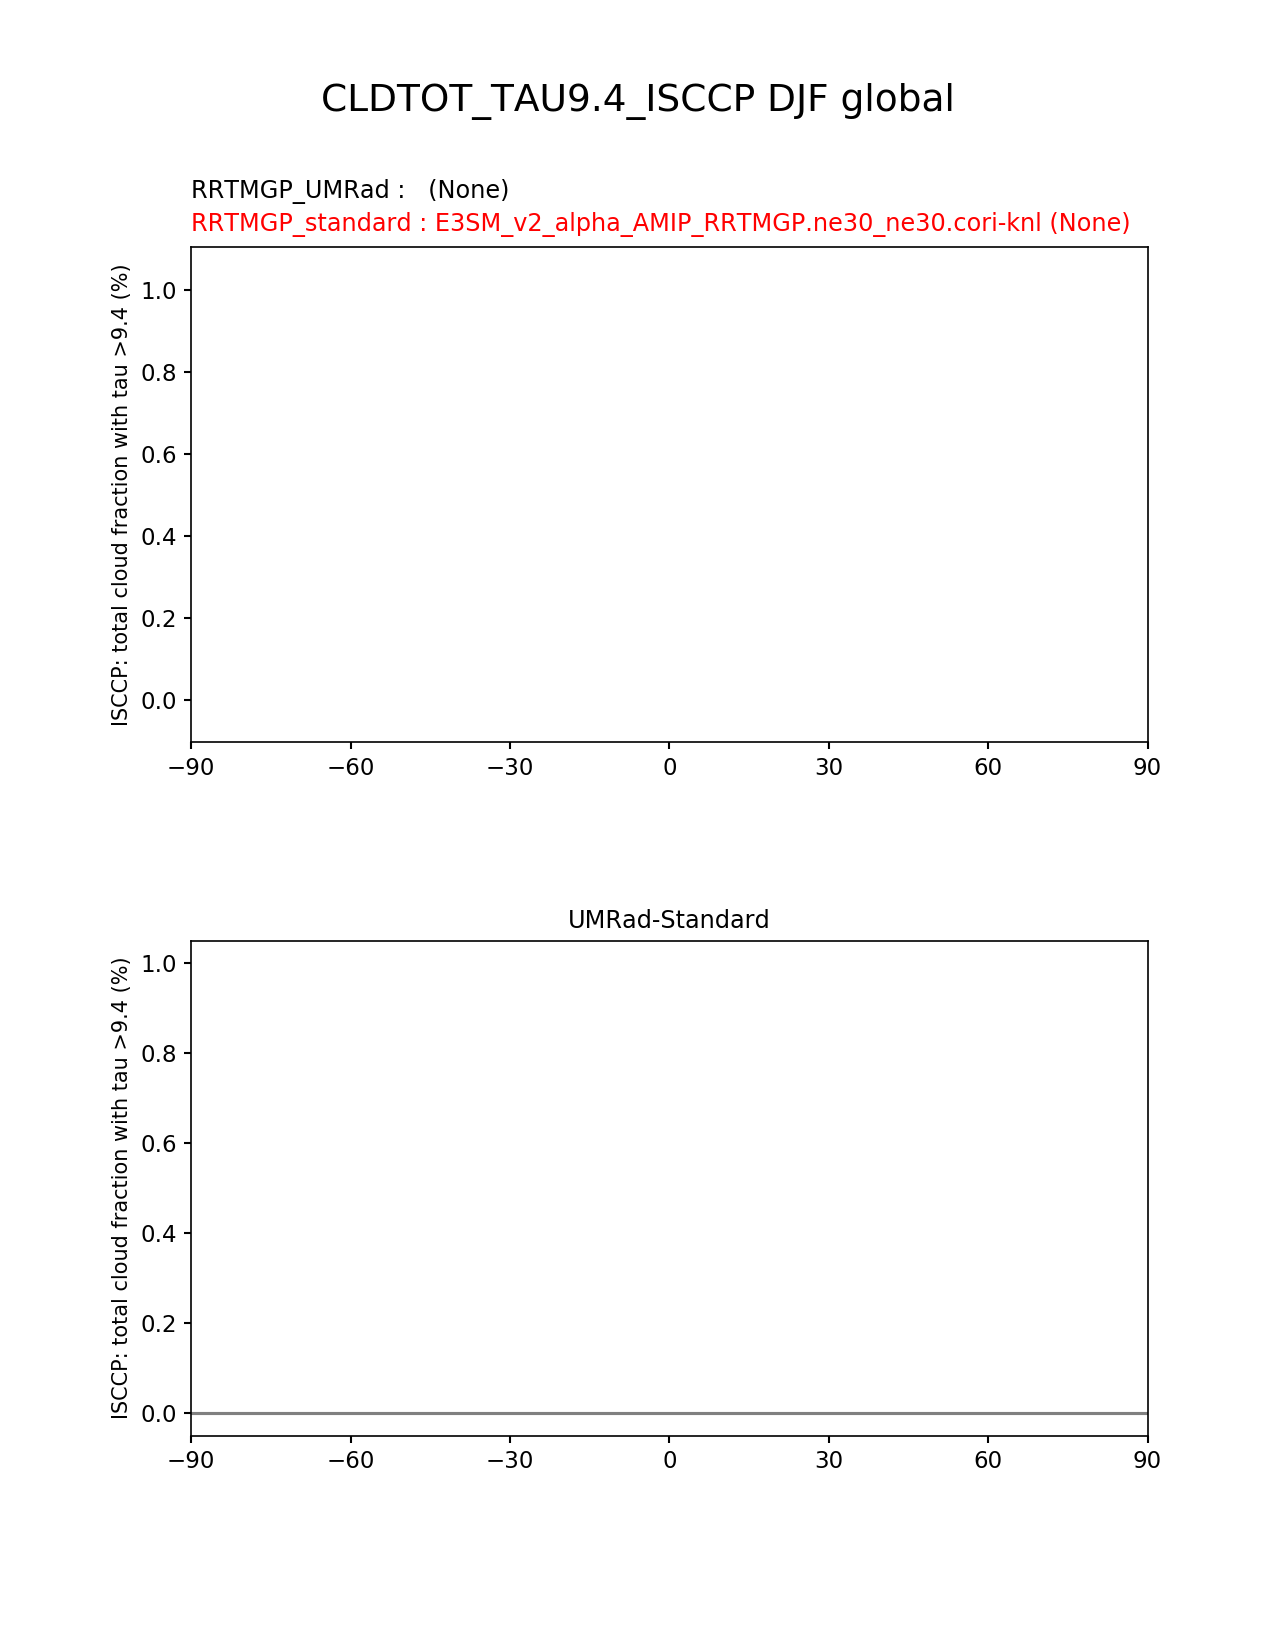 CLDTOT_TAU9.4_ISCCP DJF global
RRTMGP_UMRad :   (None)
RRTMGP_standard : E3SM_v2_alpha_AMIP_RRTMGP.ne30_ne30.cori-knl (None)
ISCCP: total cloud fraction with tau >9.4 (%)
1.0
0.8
0.6
0.4
0.2
0.0
−90 −60 −30 0 30 60 90
UMRad-Standard
ISCCP: total cloud fraction with tau >9.4 (%)
1.0
0.8
0.6
0.4
0.2
0.0
−90 −60 −30 0 30 60 90